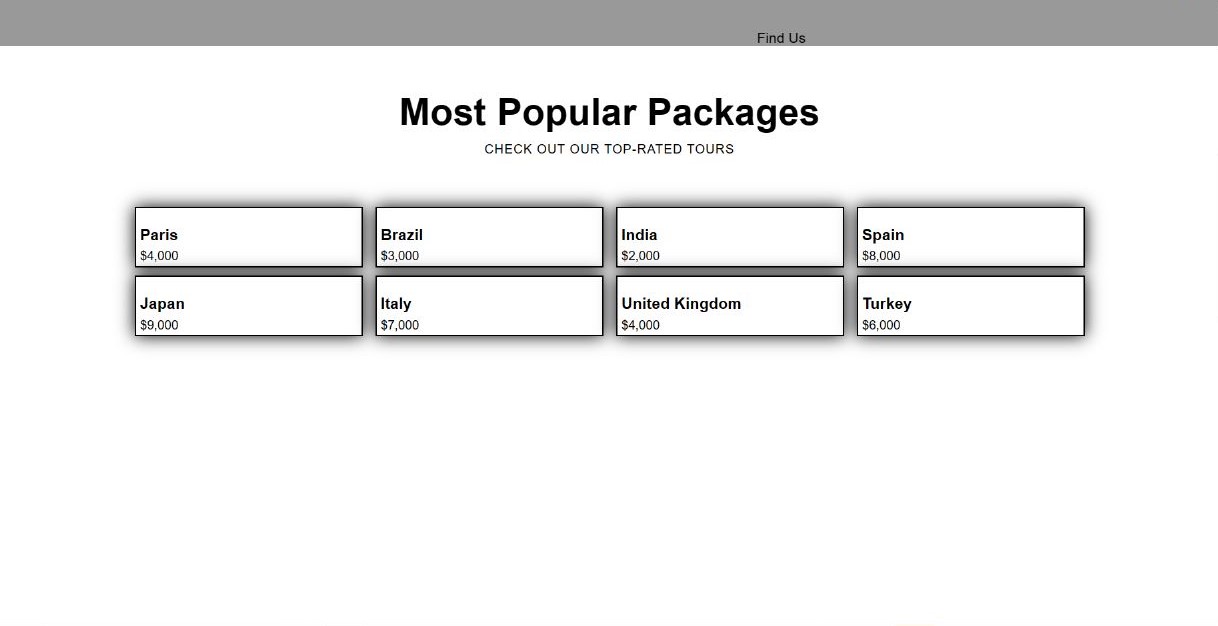 Find Us
Most Popular Packages
CHECK OUT OUR TOP-RATED TOURS
Paris
$4,000
Brazil
$3,000
India
$2,000
Spain
$8,000
Japan
$9,000
Italy
$7,000
United Kingdom
$4,000
Turkey
$6,000